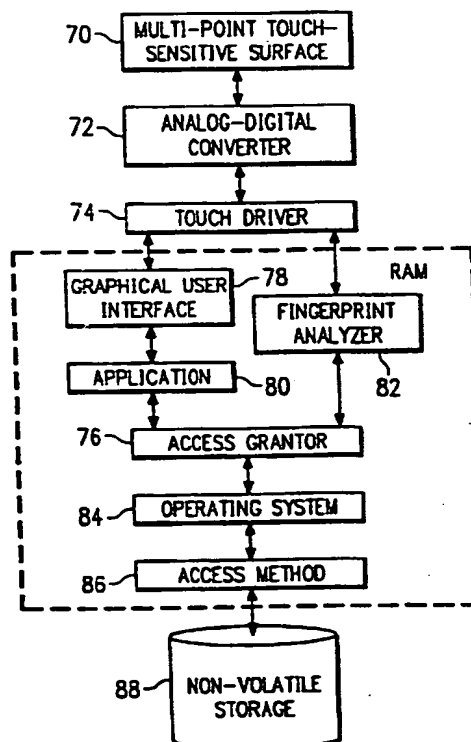 70
MULTI-POINT TOUCH-
SENSITIVE SURFACE
72
ANALOG-DIGITAL
CONVERTER
74
TOUCH DRIVER
RAM
GRAPHICAL USER
INTERFACE
78
FINGERPRINT
ANALYZER
82
APPLICATION
80
76
ACCESS GRANTOR
84
OPERATING SYSTEM
86
ACCESS METHOD
88
NON-VOLATILE
STORAGE